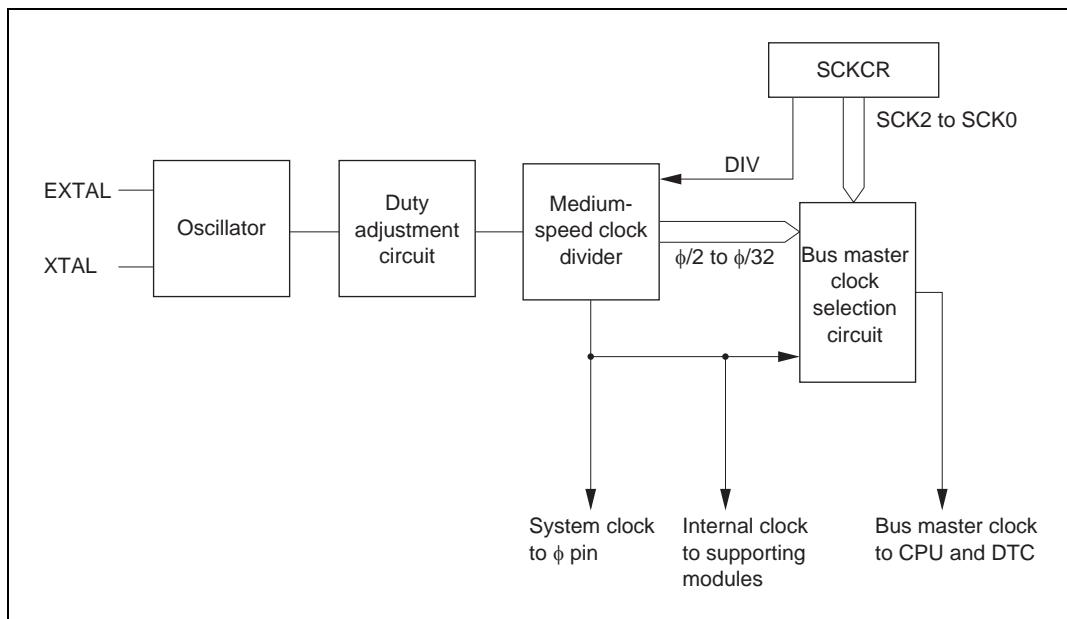 SCKCR
SCK2 to SCK0
DIV
EXTAL
XTAL
Oscillator
Duty
adjustment
circuit
Medium-
speed clock
divider
ϕ/2 to ϕ/32
Bus master
clock
selection
circuit
System clock
to ϕ pin
Internal clock
to supporting
modules
Bus master clock
to CPU and DTC